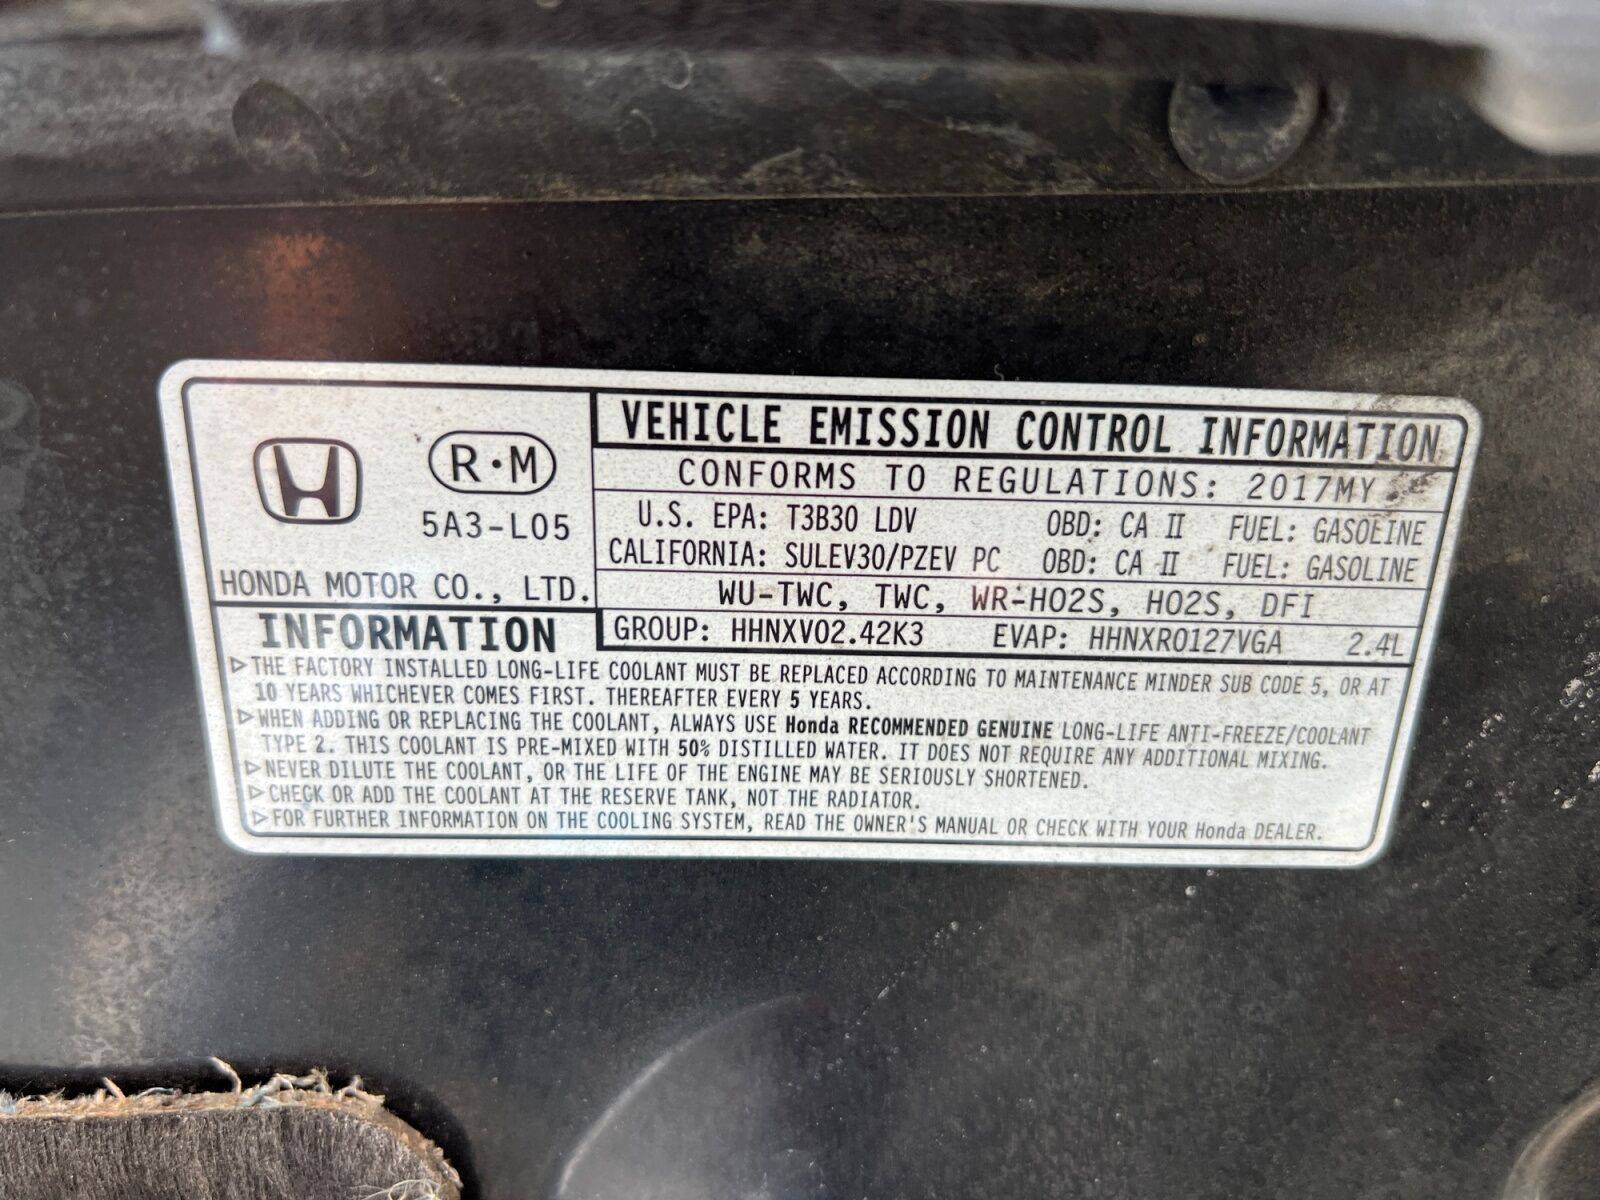 R·M
5A3-L05
HONDA MOTOR CO., LTD.
VEHICLE EMISSION CONTROL INFORMATION
CONFORMS TO REGULATIONS: 2017MY
U.S. EPA: T3B30 LDV OBD: CA II FUEL: GASOLINE
CALIFORNIA: SULEV30/PZEV PC OBD: CA II FUEL: GASOLINE
WU-TWC, TWC, WR-HO2S, HO2S, DFI
GROUP: HHNXV02.42K3 EVAP: HHNXR0127VGA 2.4L
INFORMATION
▷THE FACTORY INSTALLED LONG-LIFE COOLANT MUST BE REPLACED ACCORDING TO MAINTENANCE MINDER SUB CODE 5, OR AT
10 YEARS WHICHEVER COMES FIRST. THEREAFTER EVERY 5 YEARS.
▷WHEN ADDING OR REPLACING THE COOLANT, ALWAYS USE Honda RECOMMENDED GENUINE LONG-LIFE ANTI-FREEZE/COOLANT
TYPE 2. THIS COOLANT IS PRE-MIXED WITH 50% DISTILLED WATER. IT DOES NOT REQUIRE ANY ADDITIONAL MIXING.
▷NEVER DILUTE THE COOLANT, OR THE LIFE OF THE ENGINE MAY BE SERIOUSLY SHORTENED.
▷CHECK OR ADD THE COOLANT AT THE RESERVE TANK, NOT THE RADIATOR.
▷FOR FURTHER INFORMATION ON THE COOLING SYSTEM, READ THE OWNER'S MANUAL OR CHECK WITH YOUR Honda DEALER.